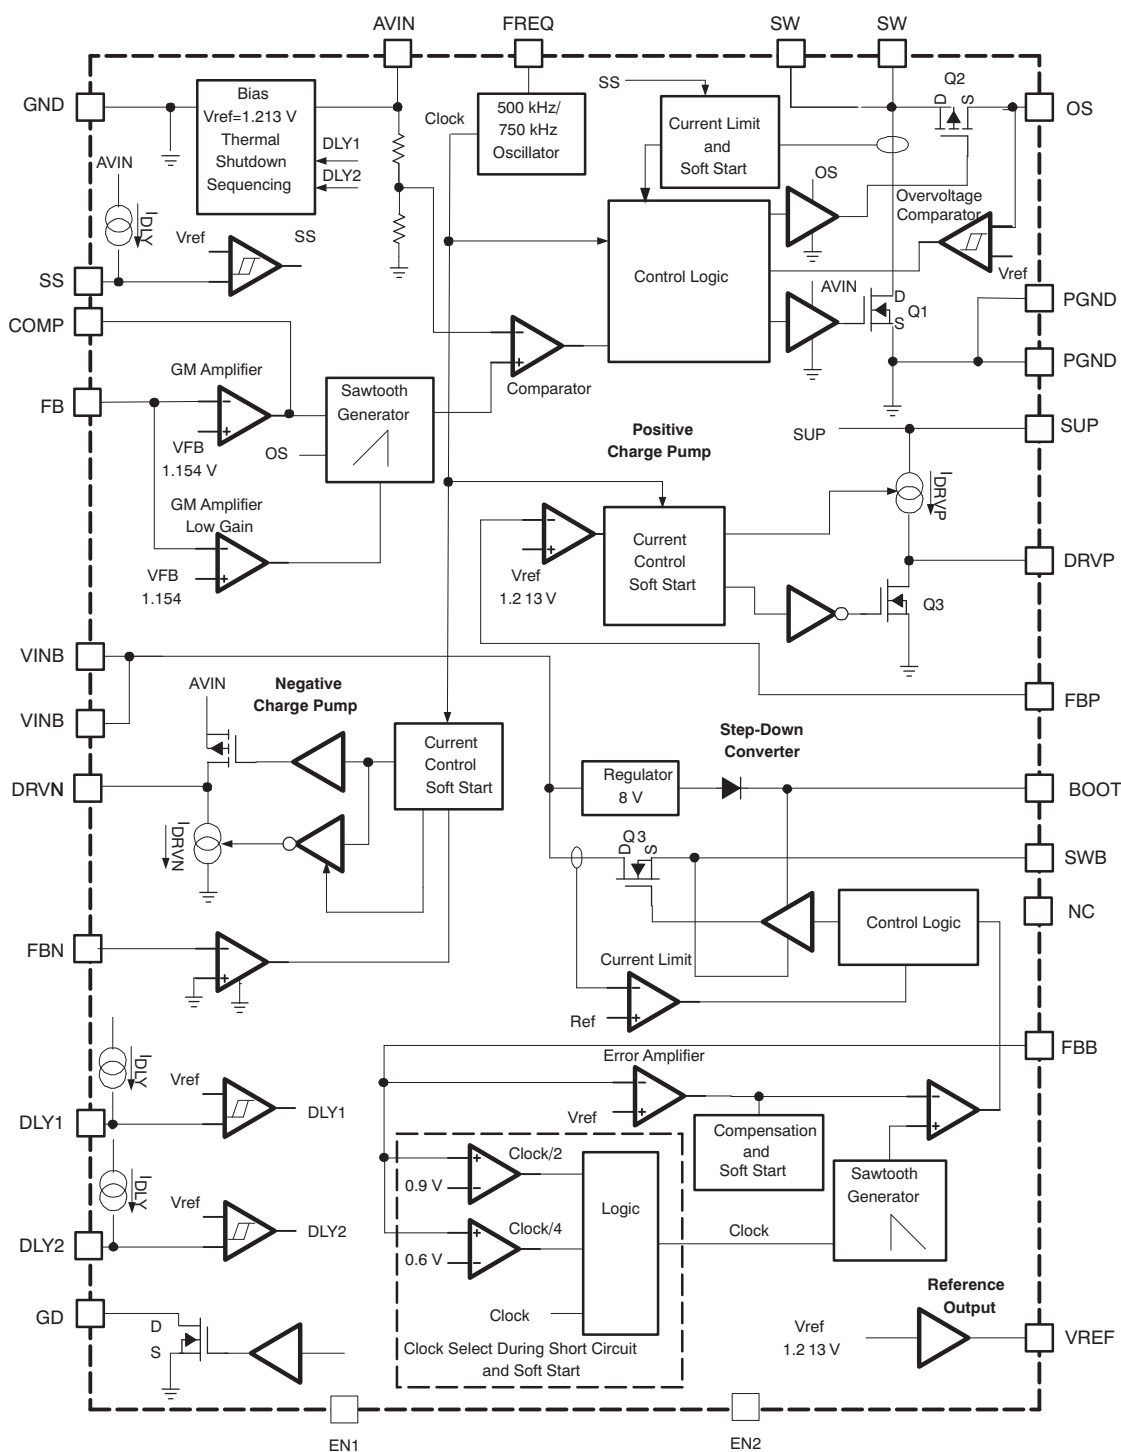 AVIN
FREQ
SW
SW
GND
Bias
Vref=1.213 V
Thermal
Shutdown
Sequencing
DLY1
DLY2
Clock
500 kHz/
750 kHz
Oscillator
SS
Current Limit
and
Soft Start
Q2
D
S
OS
AVIN
IDLY
Vref
SS
SS
OS
Overvoltage
Comparator
Vref
Control Logic
AVIN
D
Q1
S
PGND
PGND
COMP
GM Amplifier
FB
VFB
1.154 V
Sawtooth
Generator
OS
Comparator
GM Amplifier
Low Gain
VFB
1.154
Positive
Charge Pump
SUP
SUP
IDRVP
Vref
1.2 13 V
Current
Control
Soft Start
DRVP
Q3
VINB
VINB
FBP
AVIN
Negative
Charge Pump
Current
Control
Soft Start
DRVN
IDRVN
Step-Down
Converter
Regulator
8 V
BOOT
Q3
D
S
SWB
NC
Control Logic
FBN
Current Limit
Ref
FBB
IDLY
Vref
DLY1
DLY1
Error Amplifier
Vref
Compensation
and
Soft Start
Sawtooth
Generator
IDLY
Vref
DLY2
DLY2
Clock/2
0.9 V
Clock/4
0.6 V
Logic
Clock
Clock
Clock Select During Short Circuit
and Soft Start
GD
D
S
Reference
Output
Vref
1.2 13 V
VREF
EN1
EN2